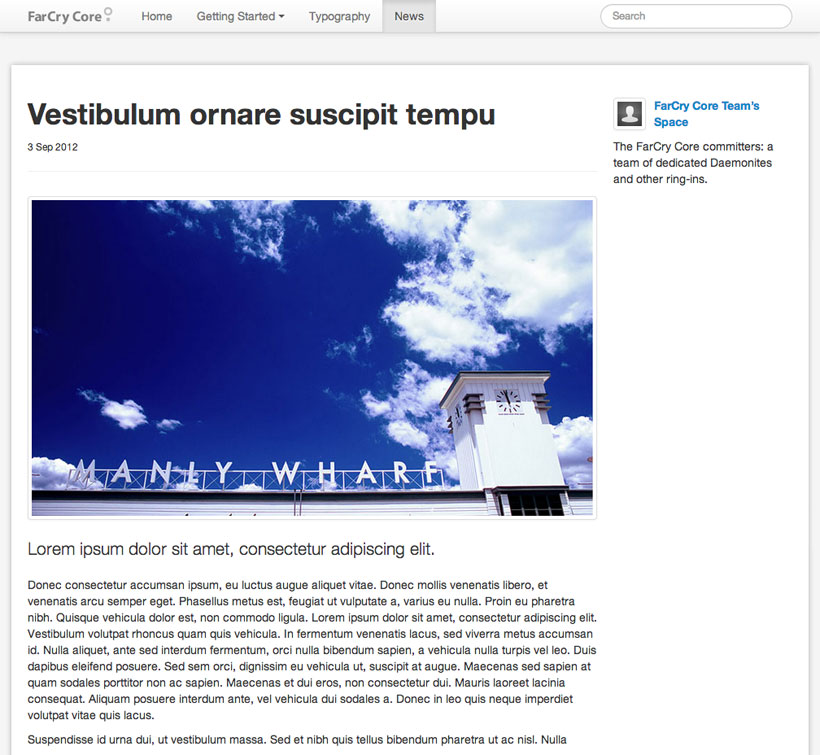 FarCry Core
Home
Getting Started
Typography
News
Search
Vestibulum ornare suscipit tempu
3 Sep 2012
FarCry Core Team's
Space
The FarCry Core committers: a
team of dedicated Daemonites
and other ring-ins.
MANLY WHARF
Lorem ipsum dolor sit amet, consectetur adipiscing elit.
Donec consectetur accumsan ipsum, eu luctus augue aliquet vitae. Donec mollis venenatis libero, et
venenatis arcu semper eget. Phasellus metus est, feugiat ut vulputate a, varius eu nulla. Proin eu pharetra
nibh. Quisque vehicula dolor est, non commodo ligula. Lorem ipsum dolor sit amet, consectetur adipiscing elit.
Vestibulum volutpat rhoncus quam quis vehicula. In fermentum venenatis lacus, sed viverra metus accumsan
id. Nulla aliquet, ante sed interdum fermentum, orci nulla bibendum sapien, a vehicula nulla turpis vel leo. Duis
dapibus eleifend posuere. Sed sem orci, dignissim eu vehicula ut, suscipit at augue. Maecenas sed sapien at
quam sodales porttitor non ac sapien. Maecenas et dui eros, non consectetur dui. Mauris laoreet lacinia
consequat. Aliquam posuere interdum ante, vel vehicula dui sodales a. Donec in leo quis neque imperdiet
volutpat vitae quis lacus.
Suspendisse id urna dui, ut vestibulum massa. Sed et nibh quis tellus bibendum pharetra ut ac nisl. Nulla